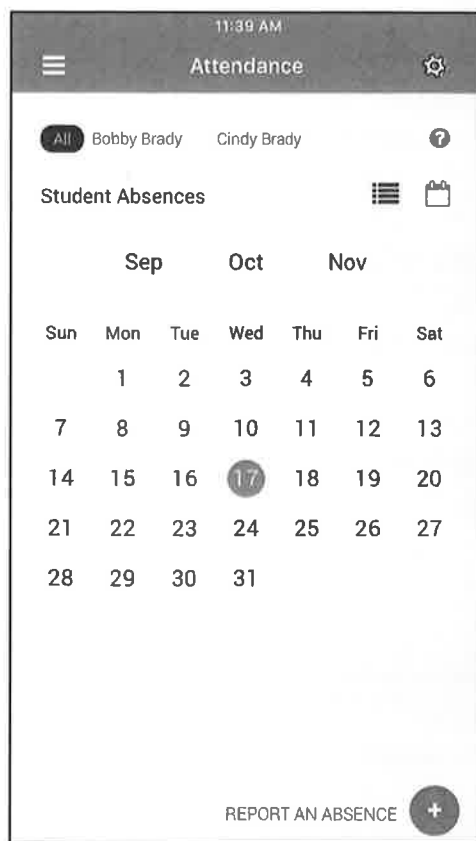 11:39 AM
Attendance
All Bobby Brady Cindy Brady ?
Student Absences
Sep Oct Nov
Sun Mon Tue Wed Thu Fri Sat
1 2 3 4 5 6
7 8 9 10 11 12 13
14 15 16 17 18 19 20
21 22 23 24 25 26 27
28 29 30 31
REPORT AN ABSENCE +